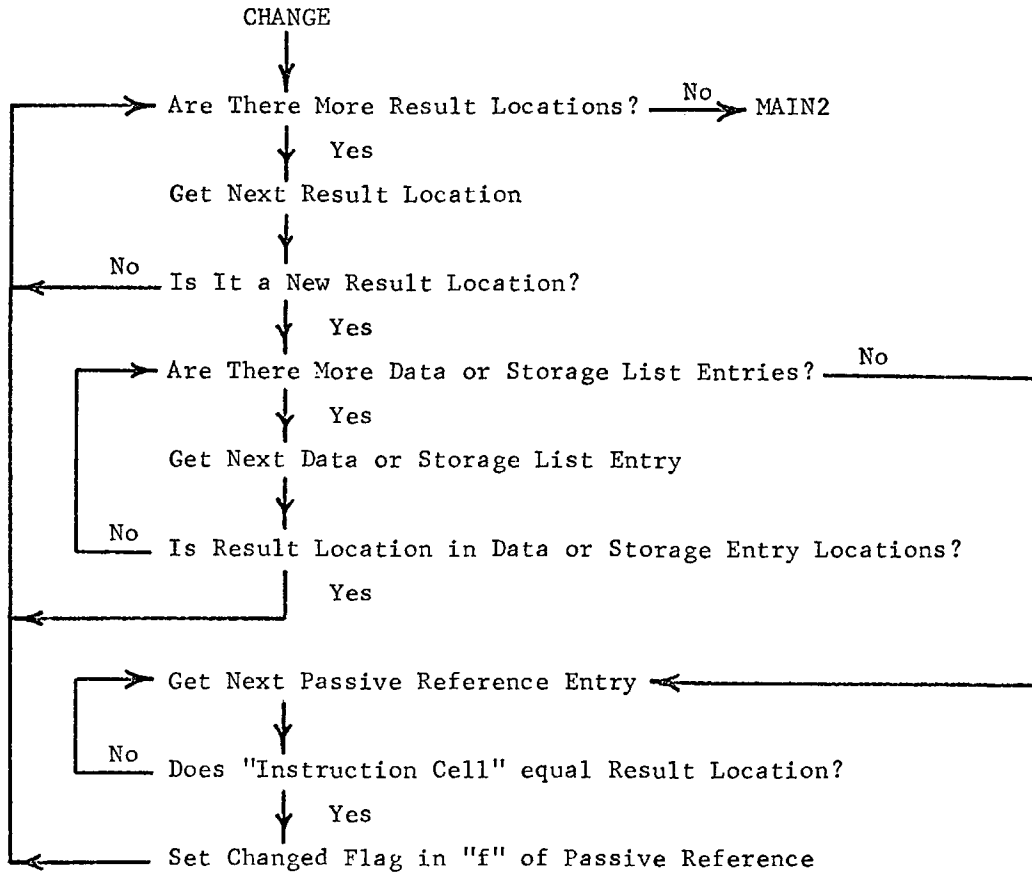 CHANGE
Are There More Result Locations? No MAIN2
Yes
Get Next Result Location
No Is It a New Result Location?
Yes
Are There More Data or Storage List Entries? No
Yes
Get Next Data or Storage List Entry
No Is Result Location in Data or Storage Entry Locations?
Yes
Get Next Passive Reference Entry
No Does "Instruction Cell" equal Result Location?
Yes
Set Changed Flag in "f" of Passive Reference